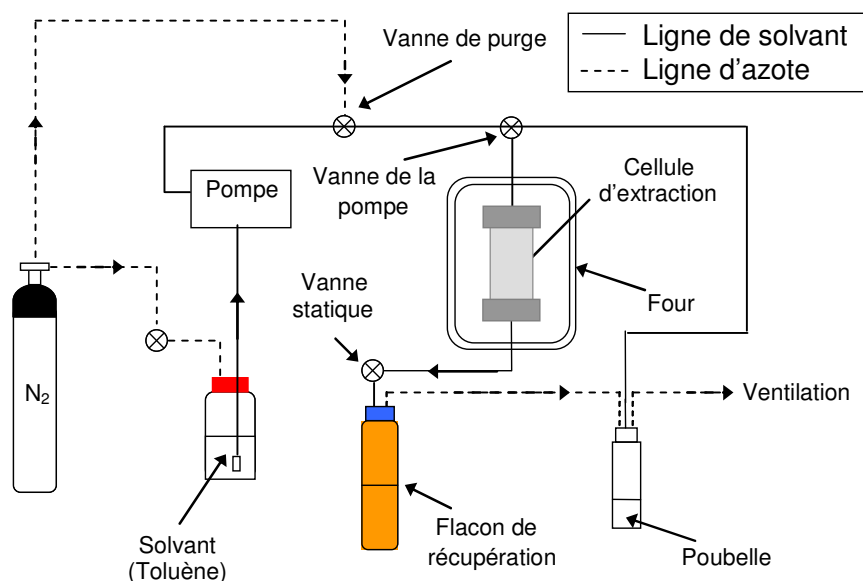 Vanne de purge
Ligne de solvant
Ligne d'azote
Pompe
Vanne de la
pompe
Cellule
d'extraction
Vanne
statique
Four
N2
Ventilation
Solvant
(Toluène)
Flacon de
récupération
Poubelle